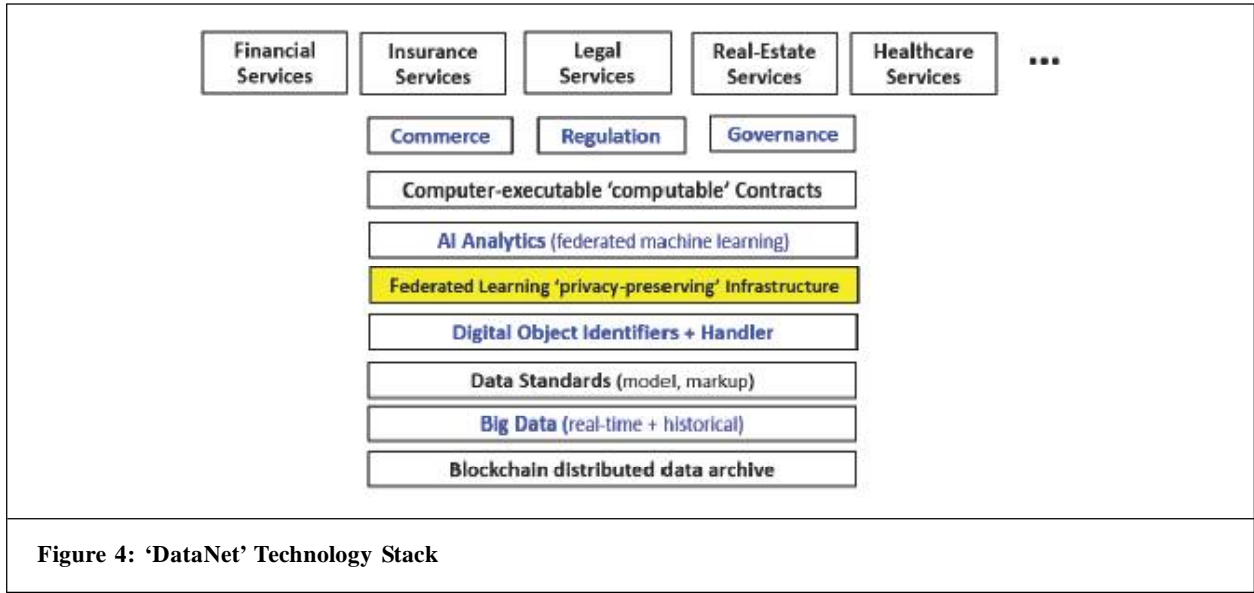 Financial Services
Insurance Services
Legal Services
Real-Estate Services
Healthcare Services
...
Commerce
Regulation
Governance
Computer-executable 'computable' Contracts
AI Analytics (federated machine learning)
Federated Learning 'privacy-preserving' Infrastructure
Digital Object Identifiers + Handler
Data Standards (model, markup)
Big Data (real-time + historical)
Blockchain distributed data archive
Figure 4: ‘DataNet’ Technology Stack